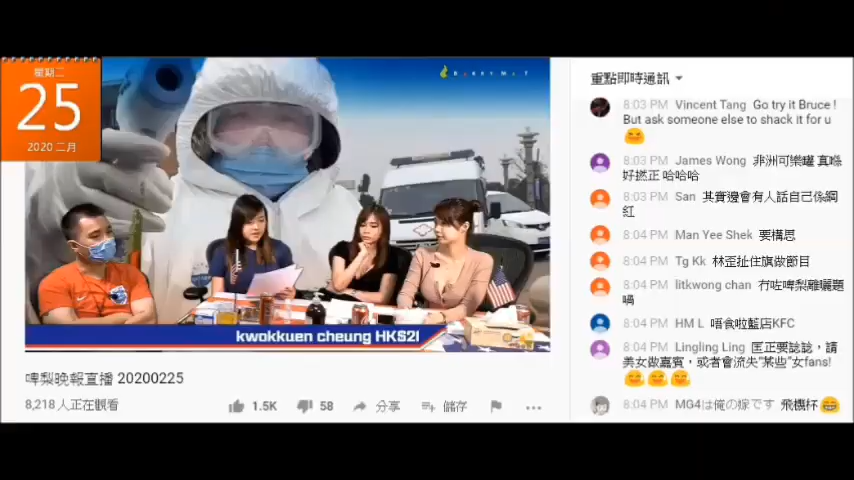 星期二
25
2020 二月
BeeryMeT
kwokkuen cheung HK$21
啤梨晚報直播 20200225
8,218 人正在觀看
1.5K
58
分享
儲存
重點即時通訊
8:03 PM Vincent Tang Go try it Bruce !
But ask someone else to shack it for u
8:03 PM James Wong 非洲可樂罐 真喺
好撚正 哈哈哈
8:03 PM San 其實邊會有人話自己係網
紅
8:04 PM Man Yee Shek 要構思
8:04 PM Tg Kk 林歪扯住旗做節目
8:04 PM litkwong chan 冇咗啤梨雞曬題
喎
8:04 PM HM L 唔食啦藍店KFC
8:04 PM Lingling Ling 匡正要諗諗，請
美女做嘉賓，或者會流失"某些"女fans!
8:04 PM MG4は俺の嫁です 飛機杯